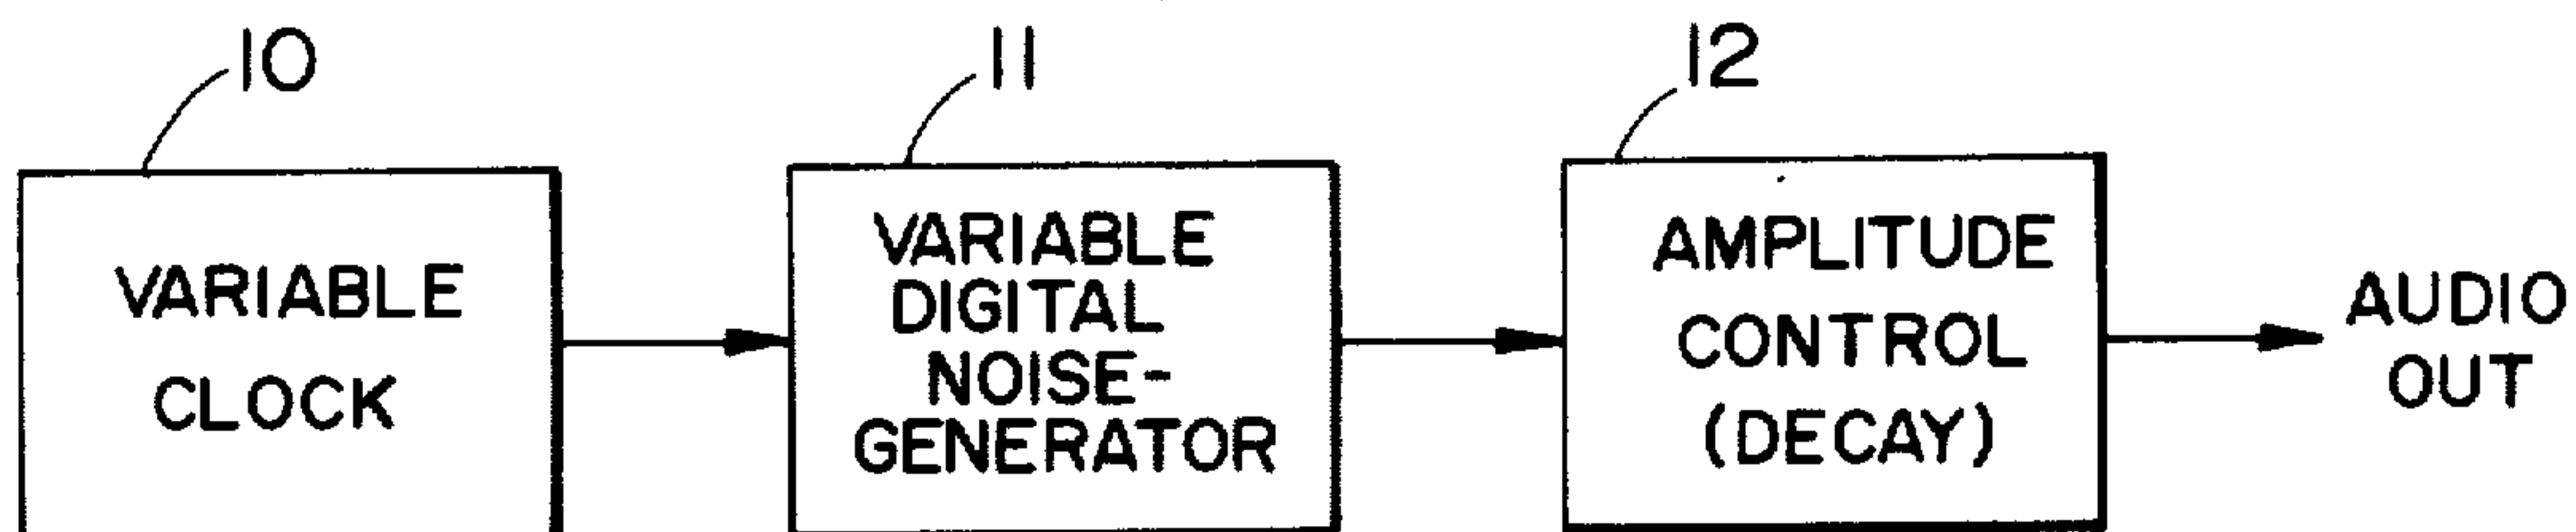 10
11
12
VARIABLE
CLOCK
VARIABLE
DIGITAL
NOISE-
GENERATOR
AMPLITUDE
CONTROL
(DECAY)
AUDIO
OUT